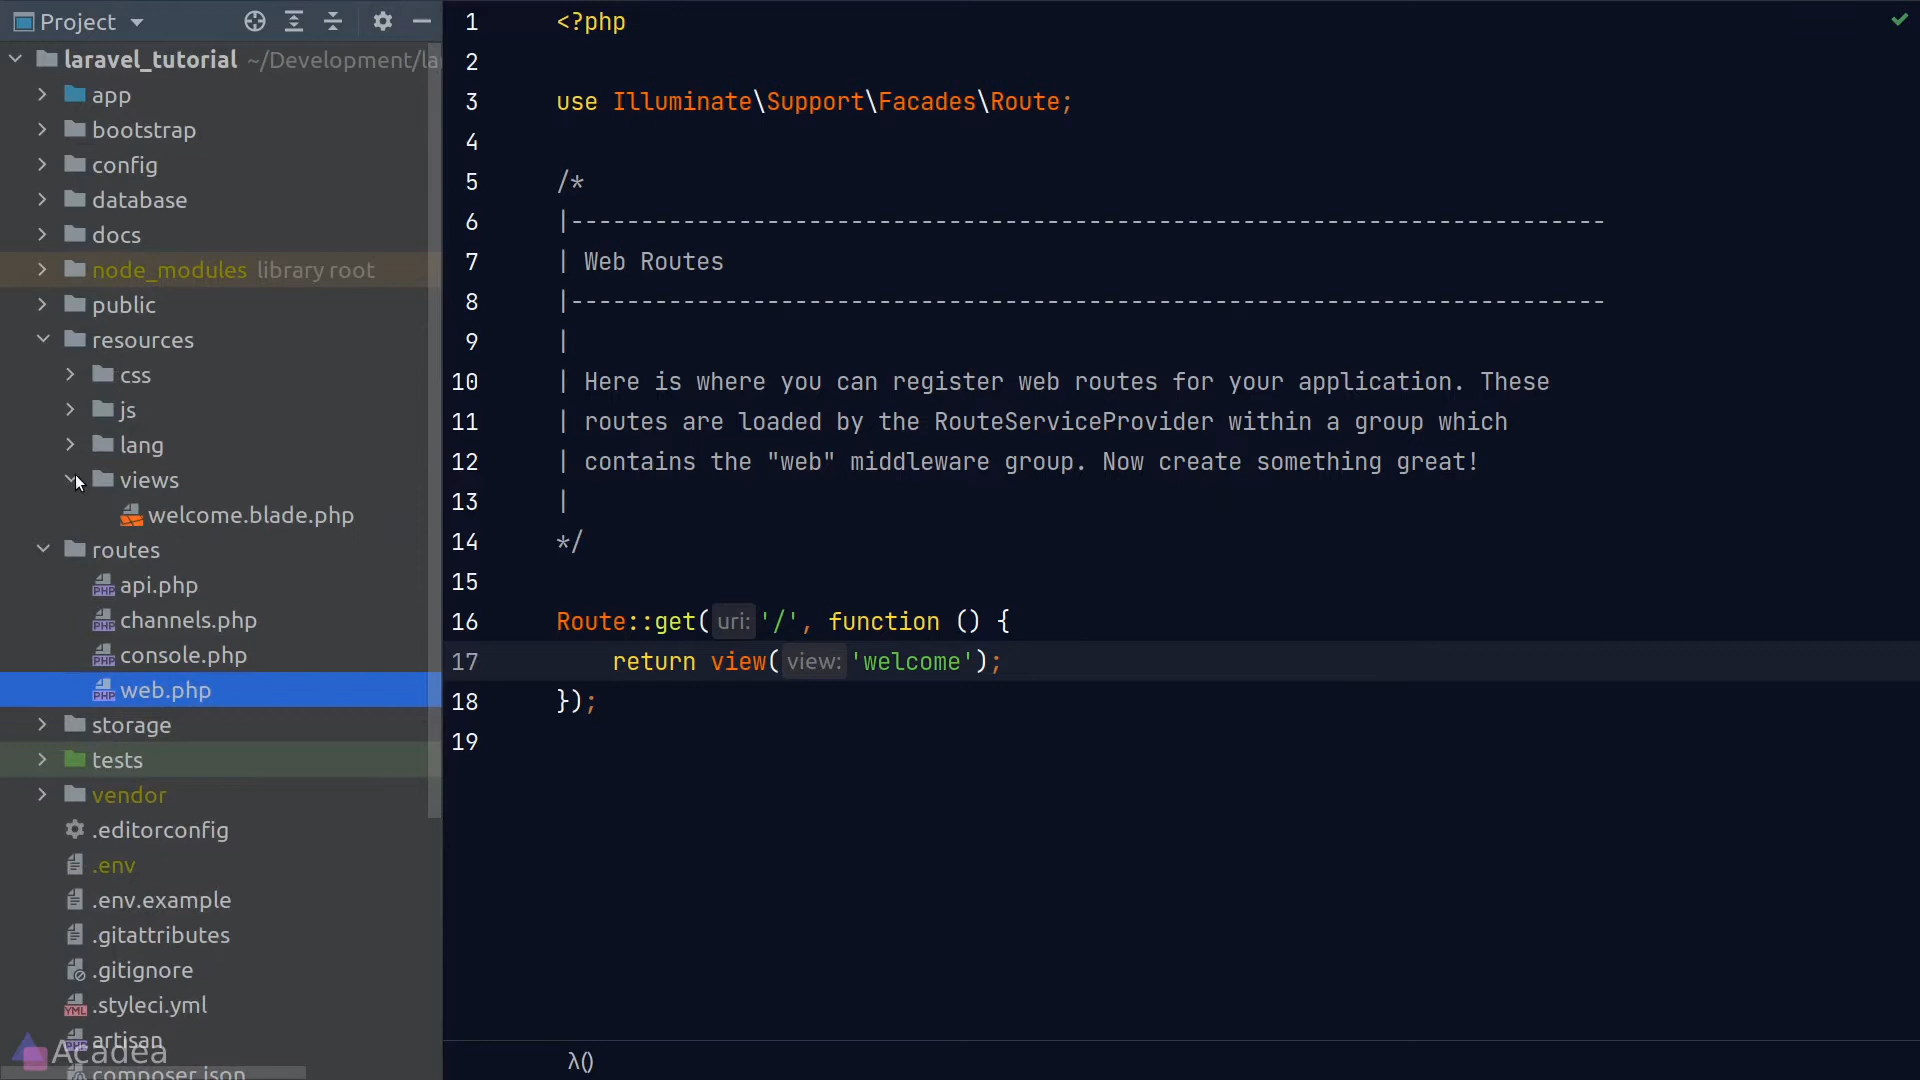 Project
laravel_tutorial ~/Development/la
app
bootstrap
config
database
docs
node_modules library root
public
resources
css
js
lang
views
welcome.blade.php
routes
api.php
channels.php
console.php
web.php
storage
tests
vendor
.editorconfig
.env
.env.example
.gitattributes
.gitignore
.styleci.yml
artisan
Acadea
composer.json
1 <?php
2
3 use Illuminate\Support\Facades\Route;
4
5 /*
6 |--------------------------------------------------------------------------
7 | Web Routes
8 |--------------------------------------------------------------------------
9 |
10 | Here is where you can register web routes for your application. These
11 | routes are loaded by the RouteServiceProvider within a group which
12 | contains the "web" middleware group. Now create something great!
13 |
14 */
15
16 Route::get( uri: '/', function () {
17 return view( view: 'welcome');
18 });
19
λ()